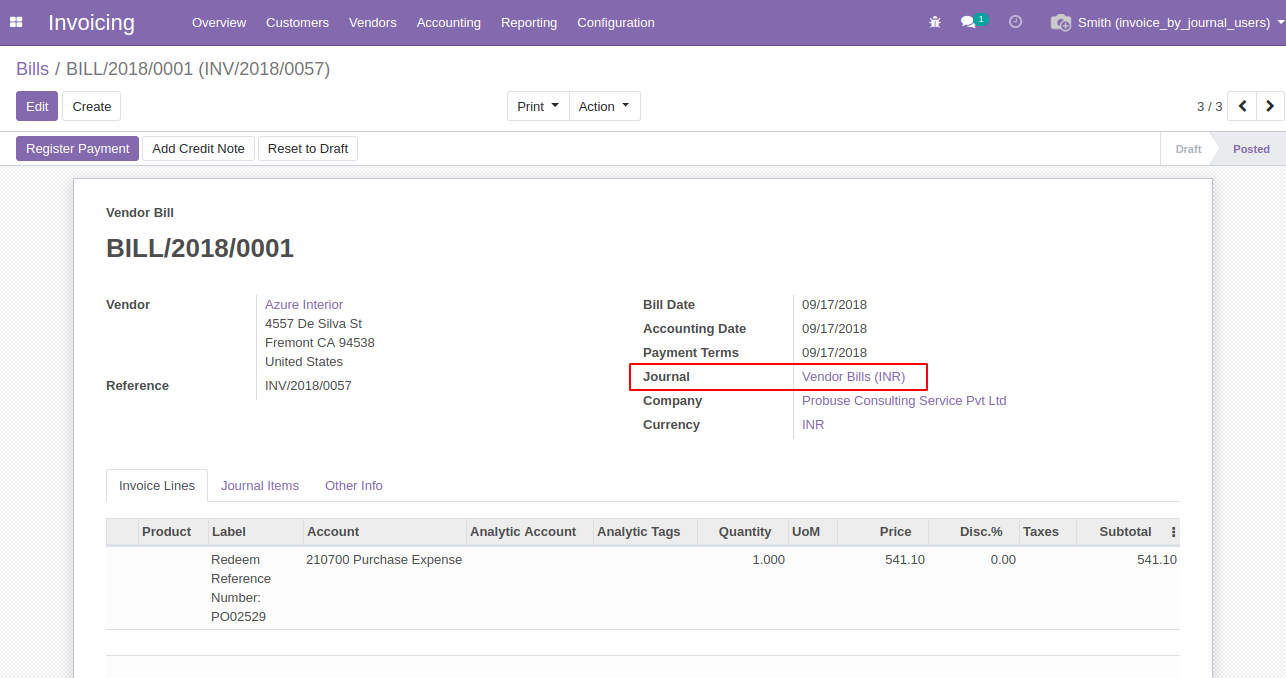 Invoicing Overview Customers Vendors Accounting Reporting Configuration 1 Smith (invoice_by_journal_users)
Bills / BILL/2018/0001 (INV/2018/0057)
Edit Create Print Action 3 / 3
Register Payment Add Credit Note Reset to Draft Draft Posted
Vendor Bill
BILL/2018/0001
Vendor Azure Interior
4557 De Silva St
Fremont CA 94538
United States
Reference INV/2018/0057
Bill Date 09/17/2018
Accounting Date 09/17/2018
Payment Terms 09/17/2018
Journal Vendor Bills (INR)
Company Probuse Consulting Service Pvt Ltd
Currency INR
Invoice Lines Journal Items Other Info
Product Label Account Analytic Account Analytic Tags Quantity UoM Price Disc.% Taxes Subtotal
Redeem 210700 Purchase Expense 1.000 541.10 0.00 541.10
Reference
Number:
PO02529